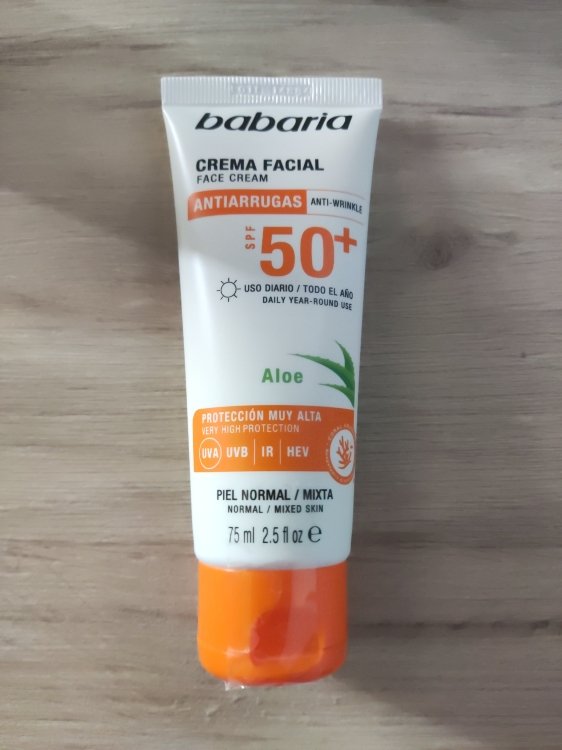 babaria
CREMA FACIAL
FACE CREAM
ANTIARRUGAS ANTI-WRINKLE
SPF 50+
USO DIARIO / TODO EL AÑO
DAILY YEAR-ROUND USE
Aloe
PROTECCIÓN MUY ALTA
VERY HIGH PROTECTION
UVA UVB IR HEV
PIEL NORMAL / MIXTA
NORMAL / MIXED SKIN
75 ml 2.5 fl oz ℮